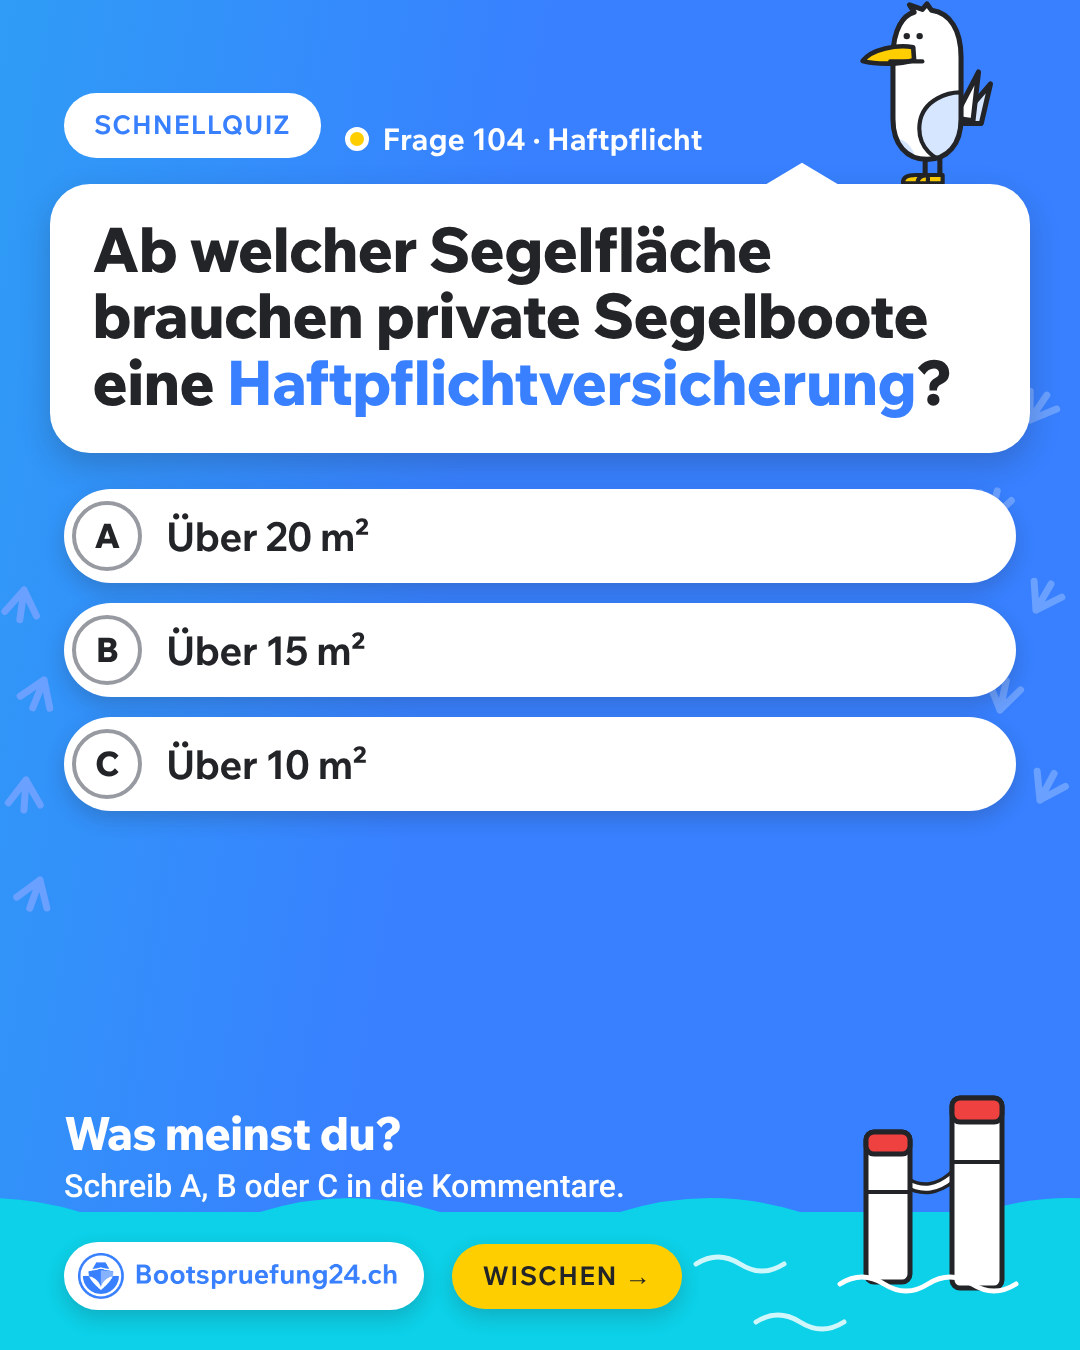 SCHNELLQUIZ
Frage 104 · Haftpflicht
Ab welcher Segelfläche
brauchen private Segelboote
eine Haftpflichtversicherung?
A Über 20 m²
B Über 15 m²
C Über 10 m²
Was meinst du?
Schreib A, B oder C in die Kommentare.
Bootspruefung24.ch
WISCHEN →